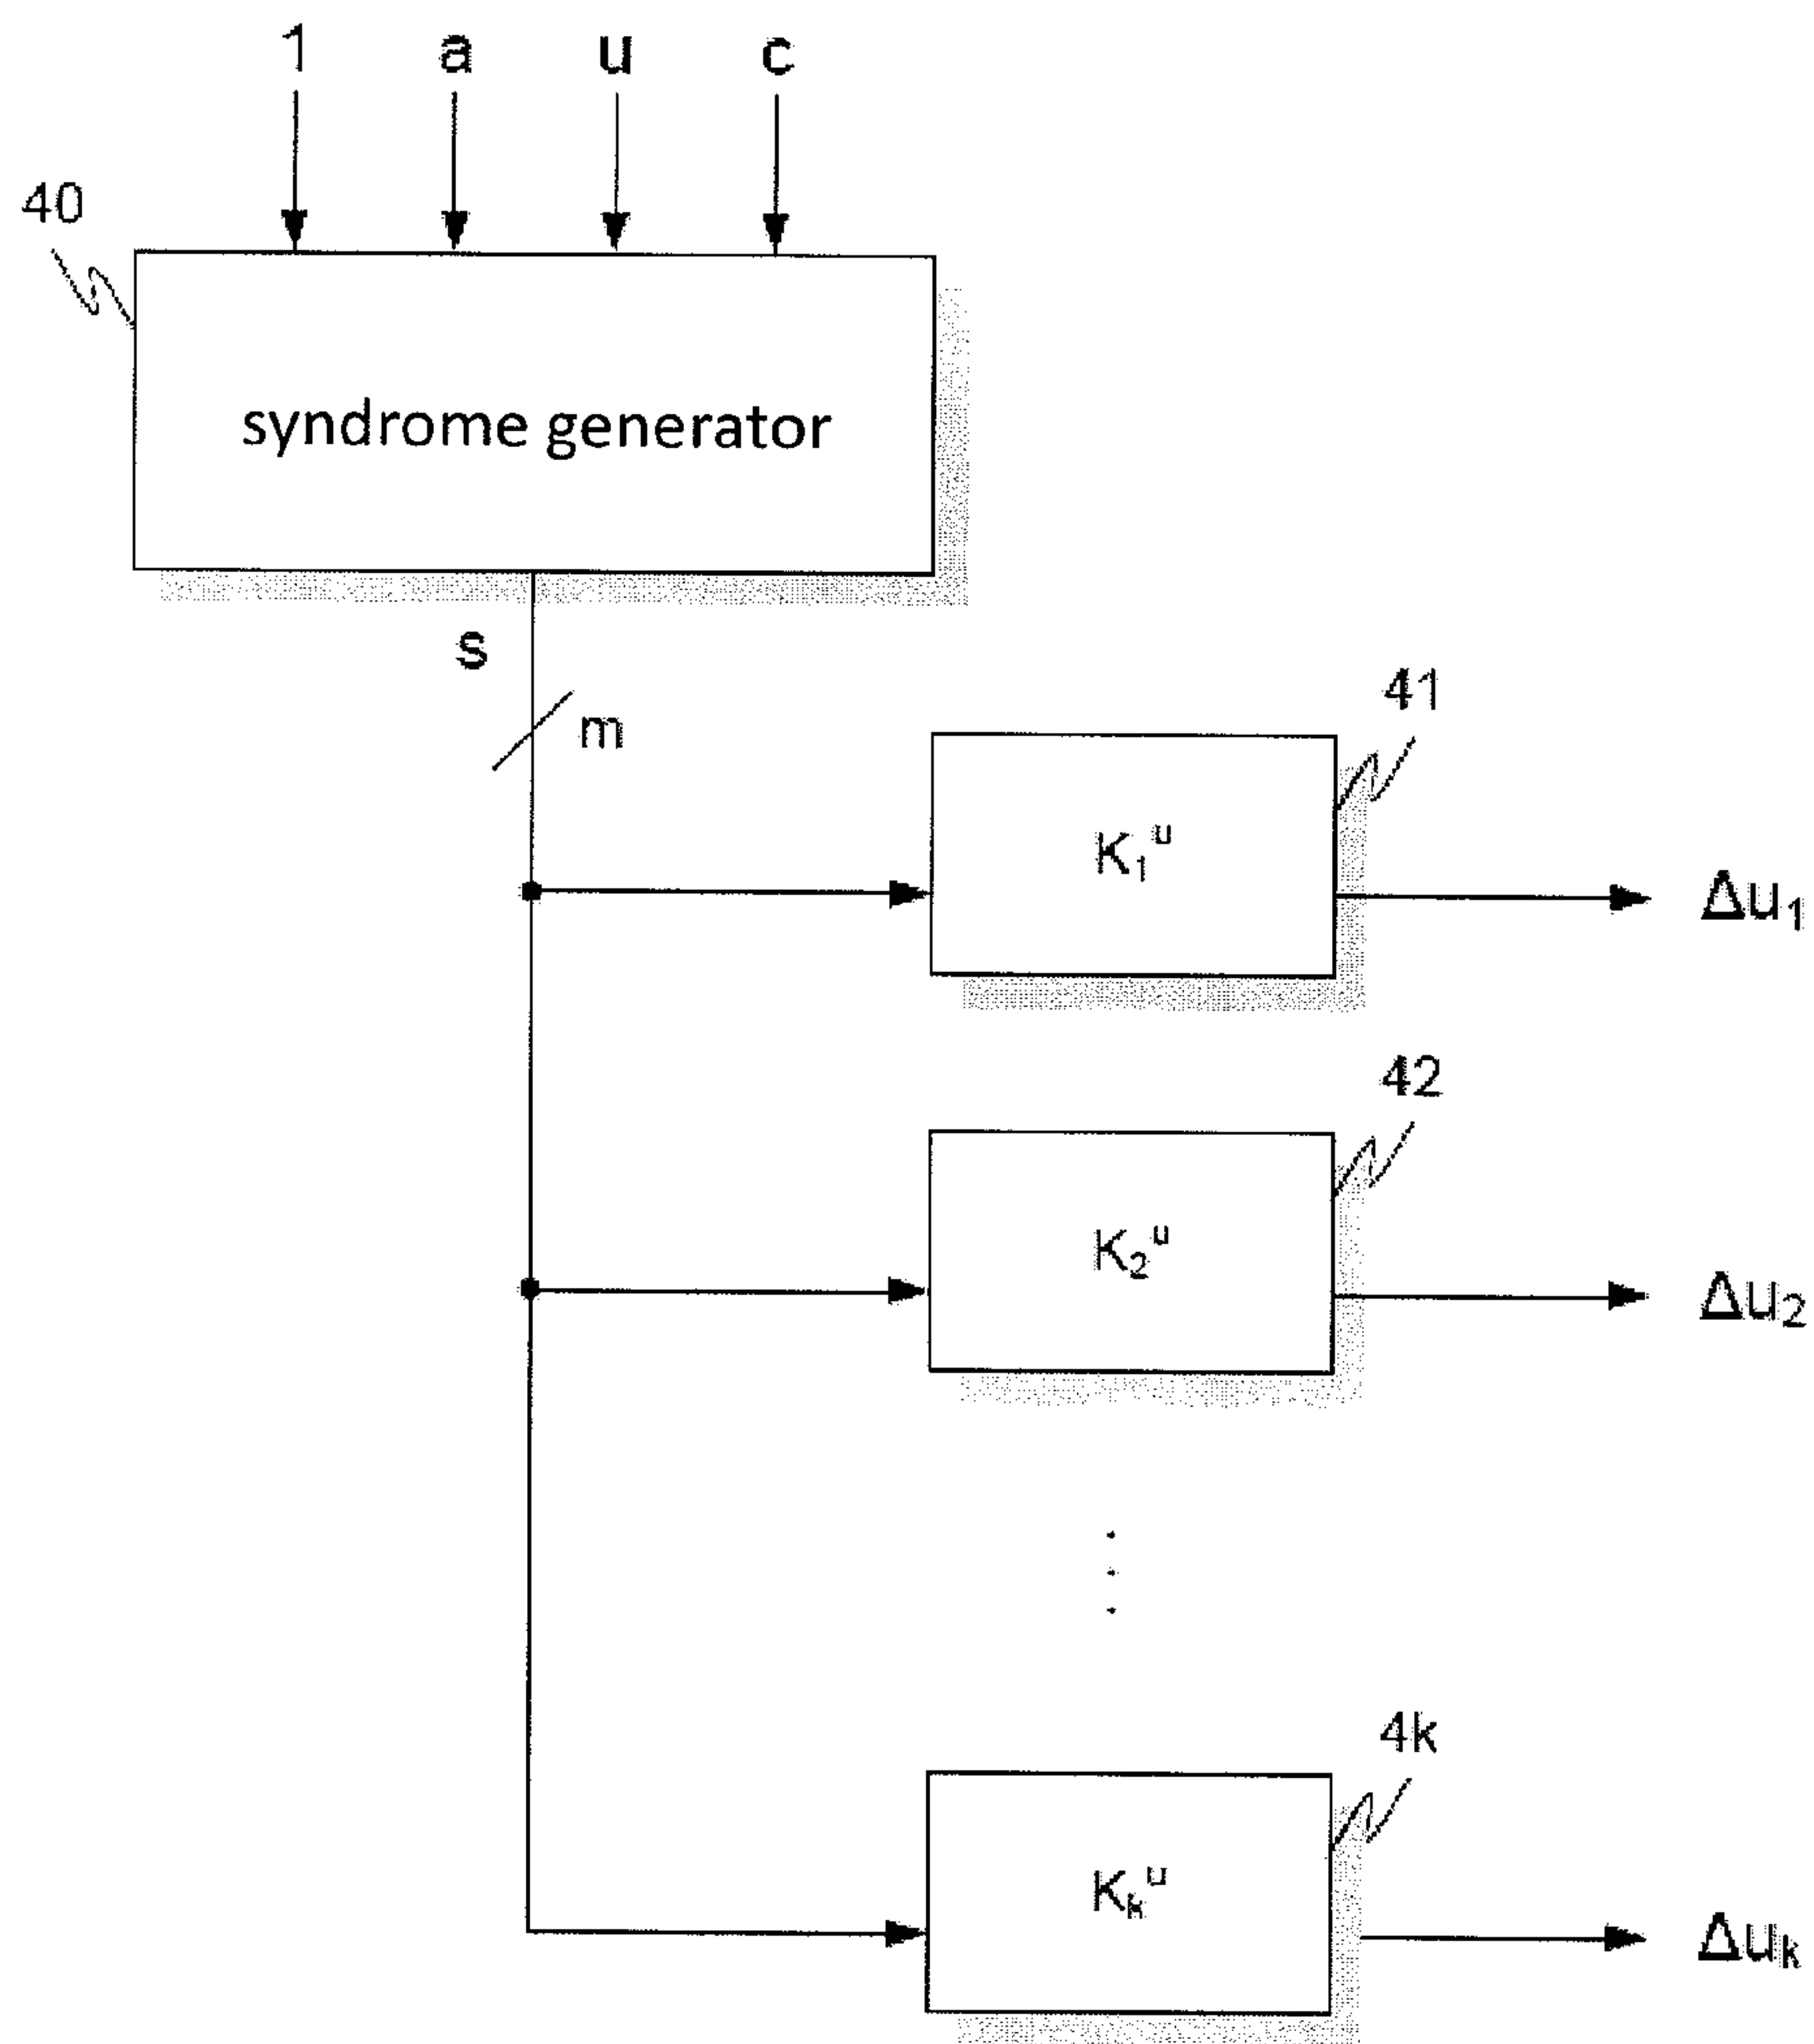 1 a u c
40
syndrome generator
s
m
41
K₁ᵘ
Δu₁
42
K₂ᵘ
Δu₂
4k
Kₖᵘ
Δuₖ